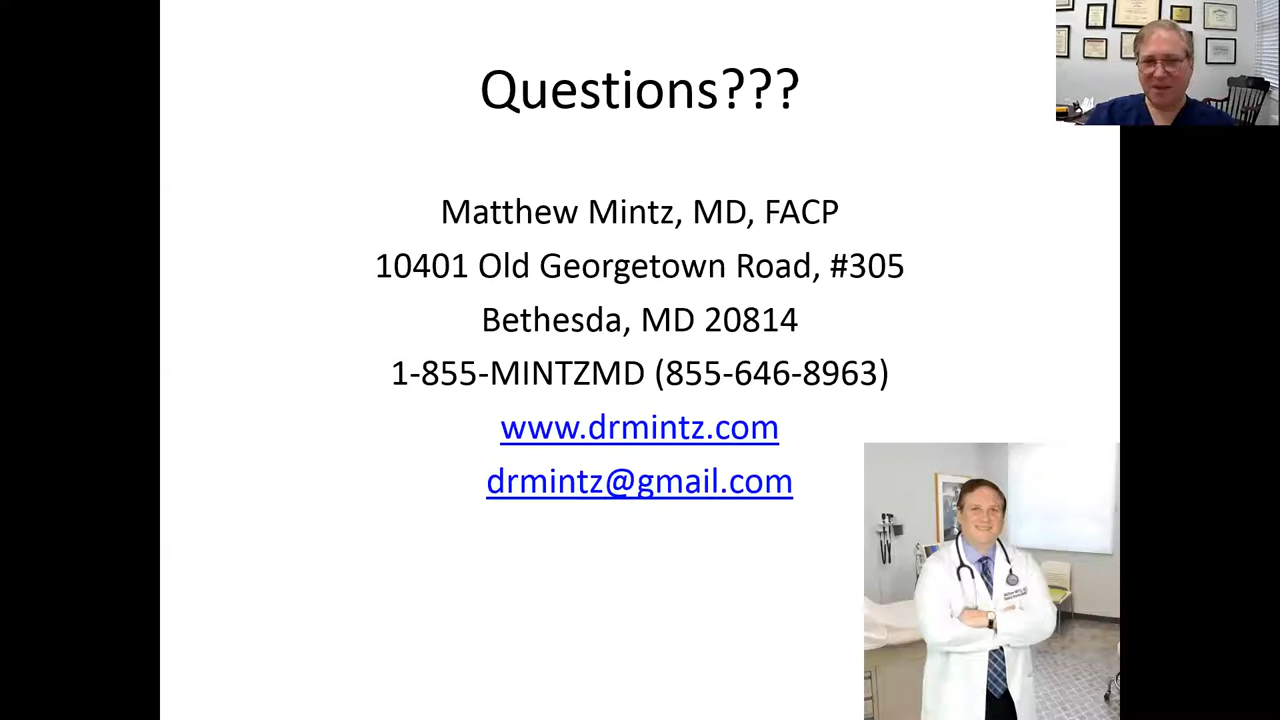 Questions???
Matthew Mintz, MD, FACP
10401 Old Georgetown Road, #305
Bethesda, MD 20814
1-855-MINTZMD (855-646-8963)
www.drmintz.com
drmintz@gmail.com